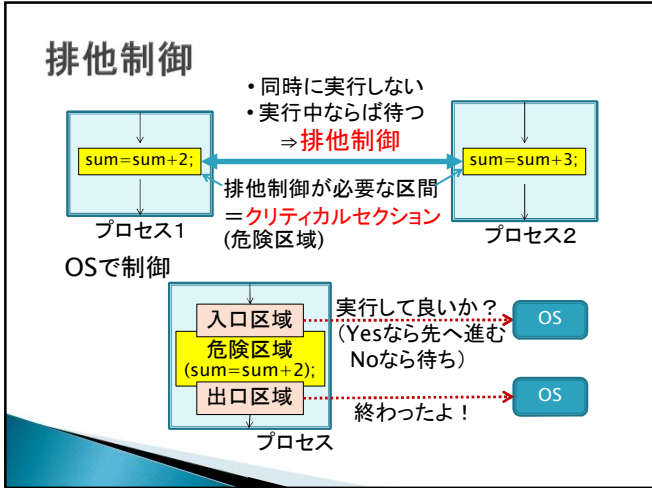 排他制御
• 同時に実行しない
• 実行中ならば待つ
⇒排他制御
sum=sum+2;
sum=sum+3;
排他制御が必要な区間
＝クリティカルセクション
(危険区域)
プロセス１
プロセス２
OSで制御
入口区域
危険区域
(sum=sum+2);
出口区域
プロセス
実行して良いか？
（Yesなら先へ進む
Noなら待ち）
OS
終わったよ！
OS